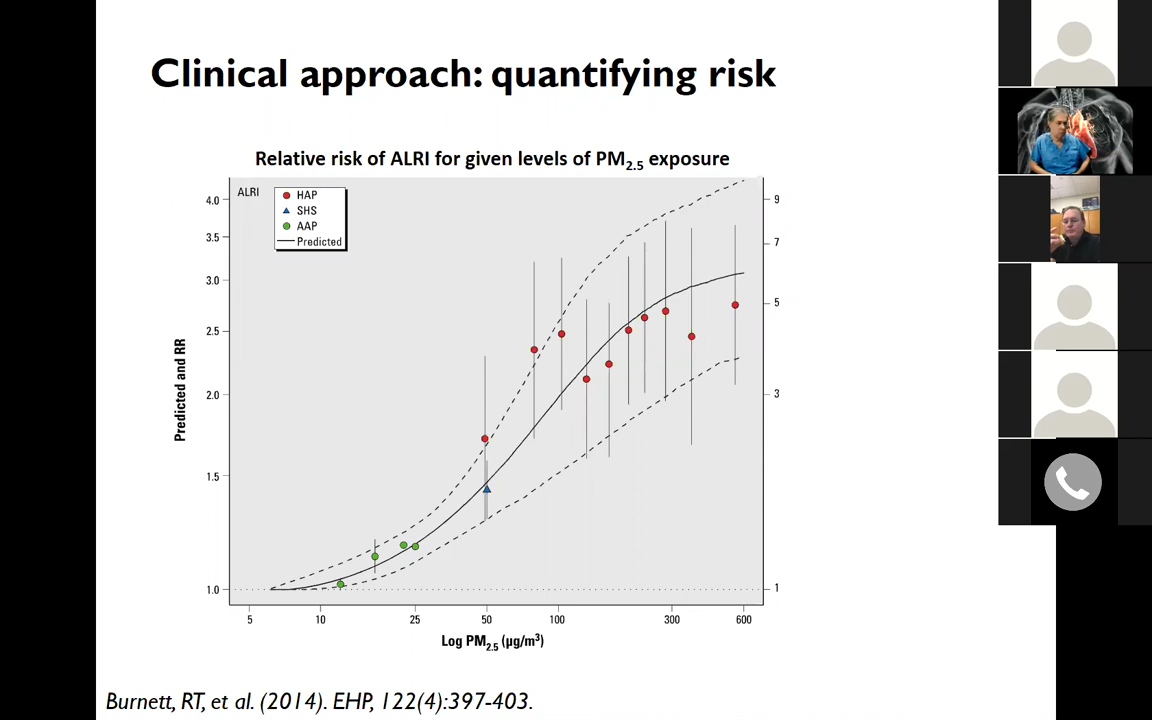 Clinical approach: quantifying risk
Relative risk of ALRI for given levels of PM2.5 exposure
ALRI
HAP
SHS
AAP
Predicted
Predicted and RR
4.0
3.5
3.0
2.5
2.0
1.5
1.0
9
7
5
3
1
5 10 25 50 100 300 600
Log PM2.5 (µg/m³)
Burnett, RT, et al. (2014). EHP, 122(4):397-403.